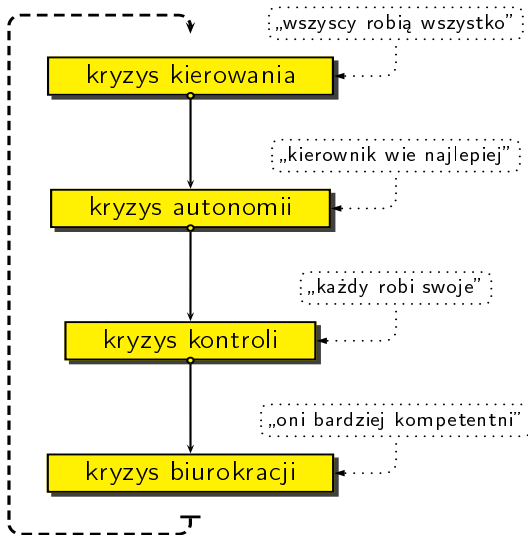 „wszyscy robią wszystko”
kryzys kierowania
„kierownik wie najlepiej”
kryzys autonomii
„każdy robi swoje”
kryzys kontroli
„oni bardziej kompetentni”
kryzys biurokracji